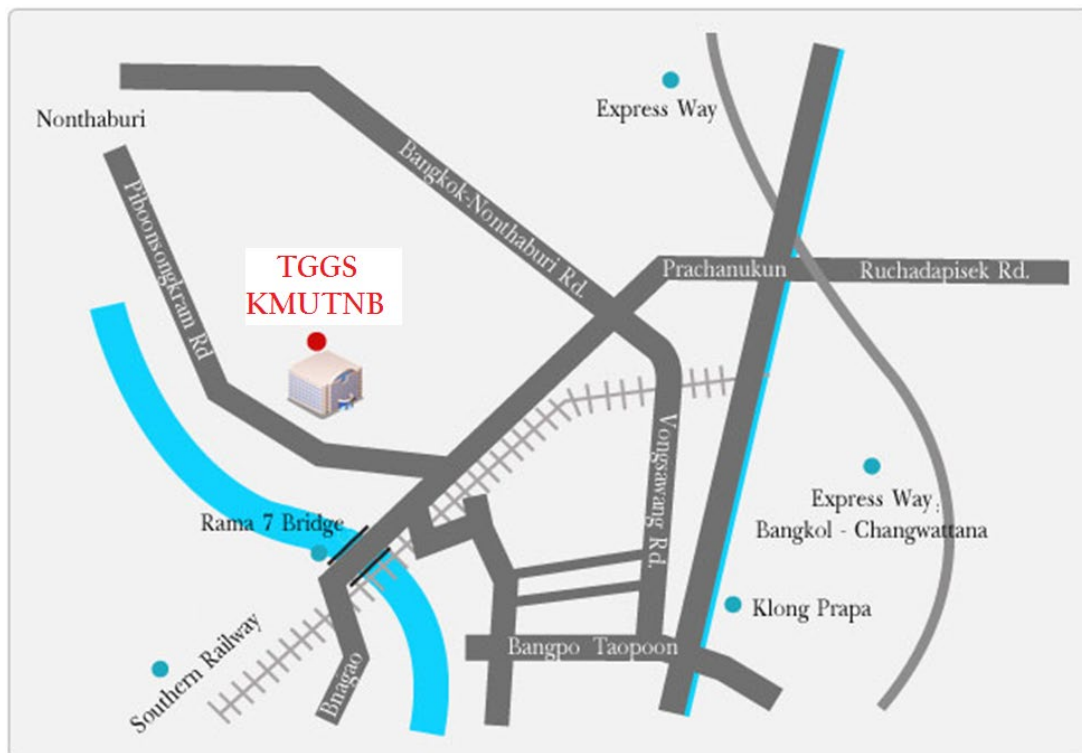 Express Way
Nonthaburi
Bangkok-Nonthaburi Rd.
Piboonsongkram Rd
TGGS
KMUTNB
Prachanukun
Ruchadapisek Rd.
Vongsawang Rd.
Express Way
Bangkol - Changwattana
Rama 7 Bridge
Klong Prapa
Southern Railway
Bnagao
Bangpo Taopoon